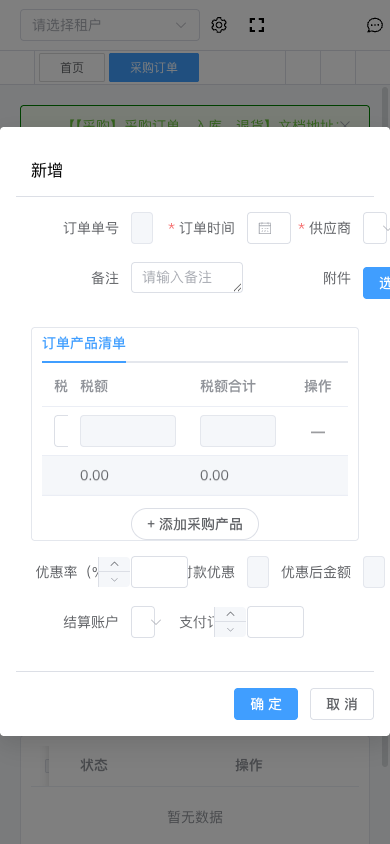 请选择租户
首页
采购订单
【【采购】采购订单、入库、退货】文档地址：
新增
订单单号
* 订单时间
* 供应商
备注
请输入备注
附件
选
订单产品清单
税
税额
税额合计
操作
0.00
0.00
+ 添加采购产品
优惠率（%
付款优惠
优惠后金额
结算账户
支付订
确 定
取 消
状态
操作
暂无数据